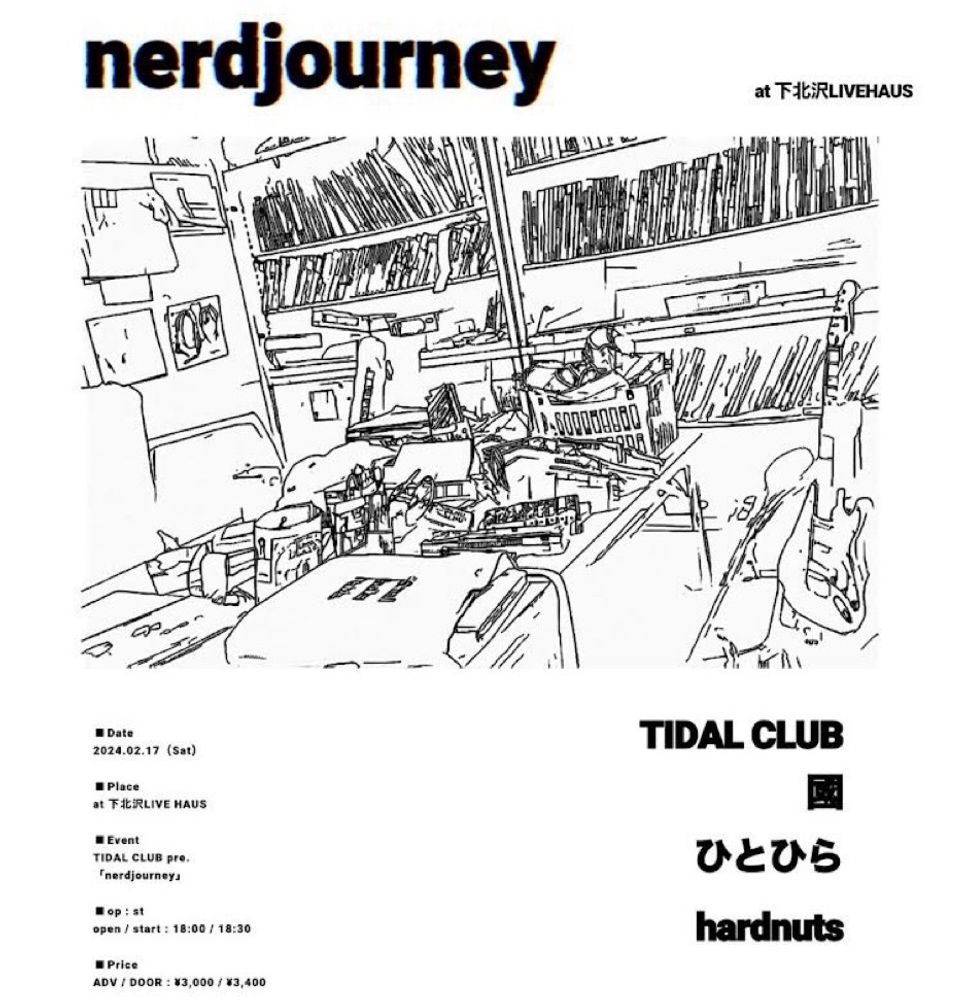 nerdjourney
at 下北沢LIVEHAUS
■Date
2024.02.17（Sat）
■Place
at 下北沢LIVE HAUS
■Event
TIDAL CLUB pre.
「nerdjourney」
■op : st
open / start : 18:00 / 18:30
■Price
ADV / DOOR : ¥3,000 / ¥3,400
TIDAL CLUB
國
ひとひら
hardnuts